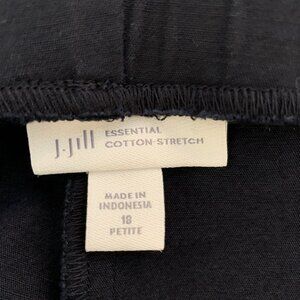 J.Jill ESSENTIAL
COTTON-STRETCH
MADE IN
INDONESIA
18
PETITE